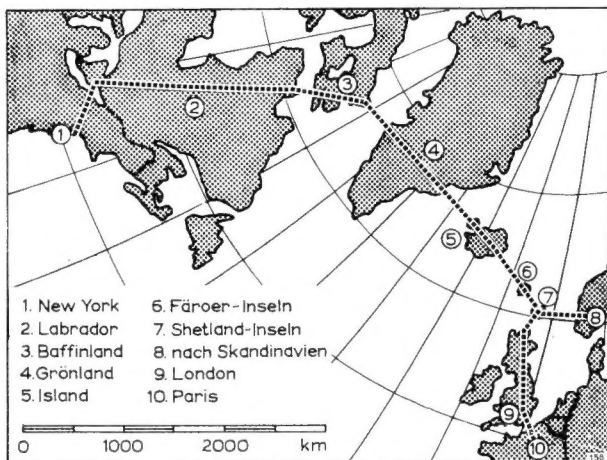 1
2
3
4
5
6
7
8
9
10
1. New York
2. Labrador
3. Baffinland
4. Grönland
5. Island
6. Färoer-Inseln
7. Shetland-Inseln
8. nach Skandinavien
9. London
10. Paris
0 1000 2000 km
158